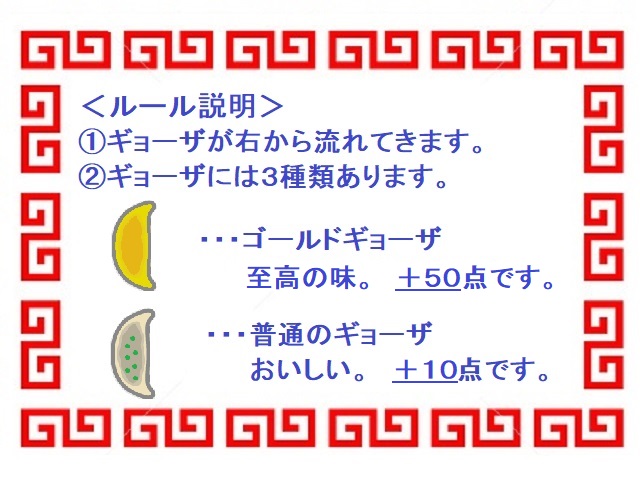 ＜ルール説明＞
①ギョーザが右から流れてきます。
②ギョーザには３種類あります。
・・・ゴールドギョーザ
至高の味。 ＋50点です。
・・・普通のギョーザ
おいしい。 ＋10点です。